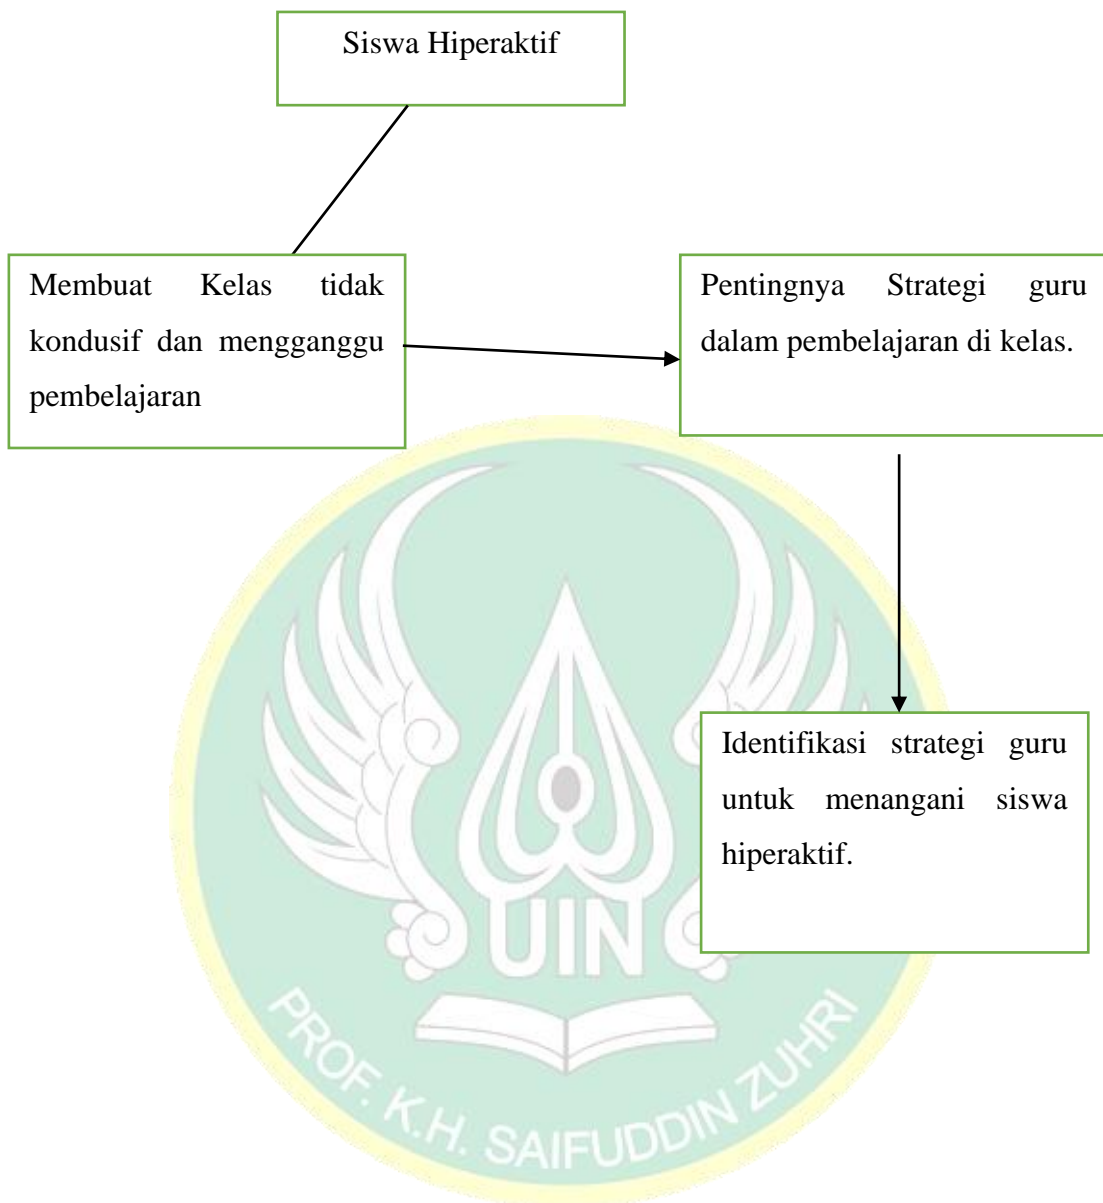 Siswa Hiperaktif
Membuat Kelas tidak
kondusif dan mengganggu
pembelajaran
Pentingnya Strategi guru
dalam pembelajaran di kelas.
Identifikasi strategi guru
untuk menangani siswa
hiperaktif.
UIN
PROF. K.H. SAIFUDDIN ZUHRI